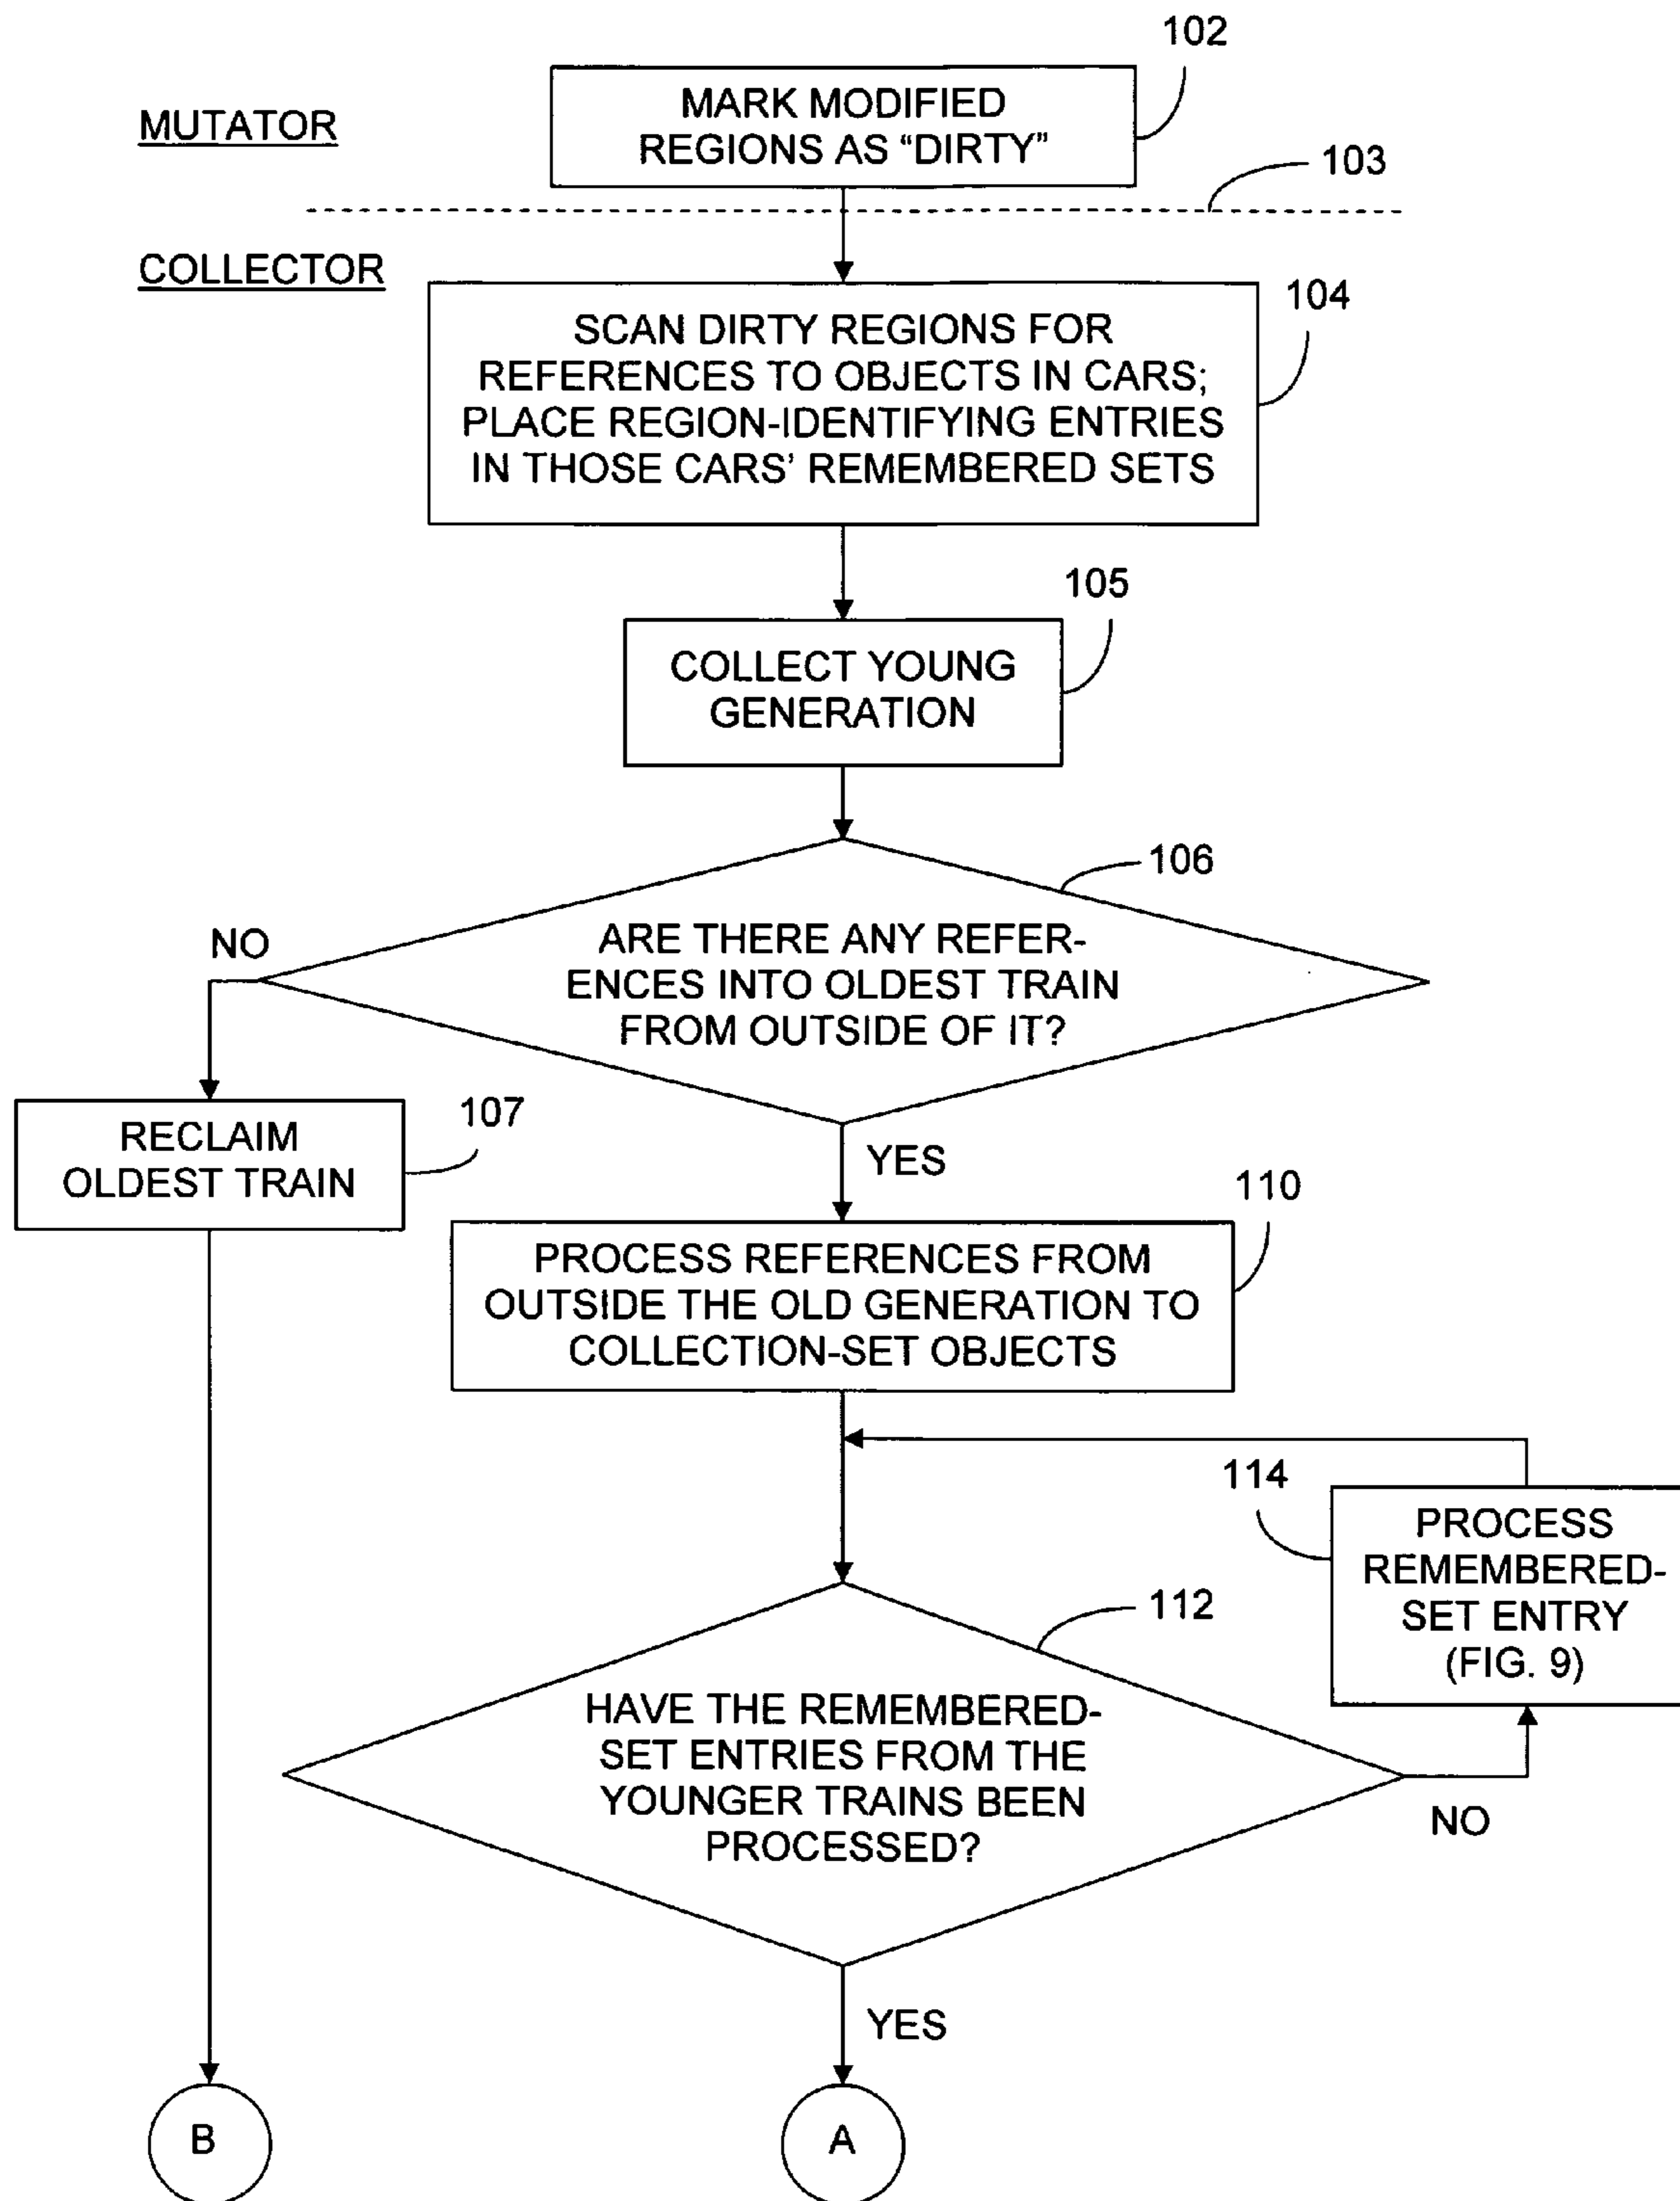 102
MARK MODIFIED
REGIONS AS “DIRTY”
MUTATOR
103
COLLECTOR
104
SCAN DIRTY REGIONS FOR
REFERENCES TO OBJECTS IN CARS;
PLACE REGION-IDENTIFYING ENTRIES
IN THOSE CARS’ REMEMBERED SETS
105
COLLECT YOUNG
GENERATION
106
ARE THERE ANY REFER-
ENCES INTO OLDEST TRAIN
FROM OUTSIDE OF IT?
NO
107
RECLAIM
OLDEST TRAIN
YES
110
PROCESS REFERENCES FROM
OUTSIDE THE OLD GENERATION TO
COLLECTION-SET OBJECTS
114
PROCESS
REMEMBERED-
SET ENTRY
(FIG. 9)
112
HAVE THE REMEMBERED-
SET ENTRIES FROM THE
YOUNGER TRAINS BEEN
PROCESSED?
NO
YES
B
A